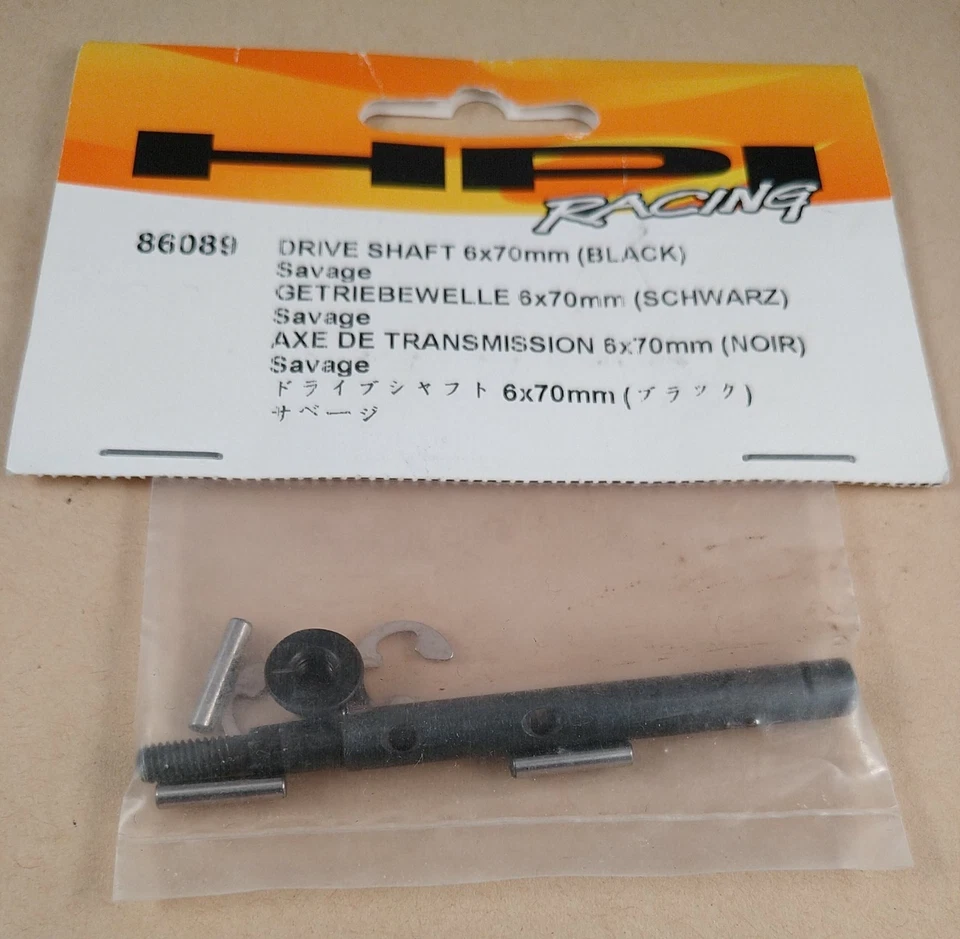 HPI
RACING
86089 DRIVE SHAFT 6x70mm (BLACK)
Savage
GETRIEBEWELLE 6x70mm (SCHWARZ)
Savage
AXE DE TRANSMISSION 6x70mm (NOIR)
Savage
ドライブシャフト 6x70mm (ブラック)
サベージ